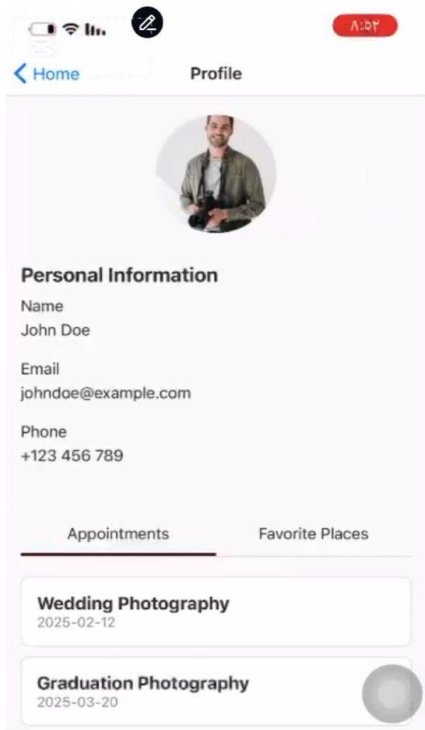 ٨:٥٢
Home
Profile
Personal Information
Name
John Doe
Email
johndoe@example.com
Phone
+123 456 789
Appointments
Favorite Places
Wedding Photography
2025-02-12
Graduation Photography
2025-03-20